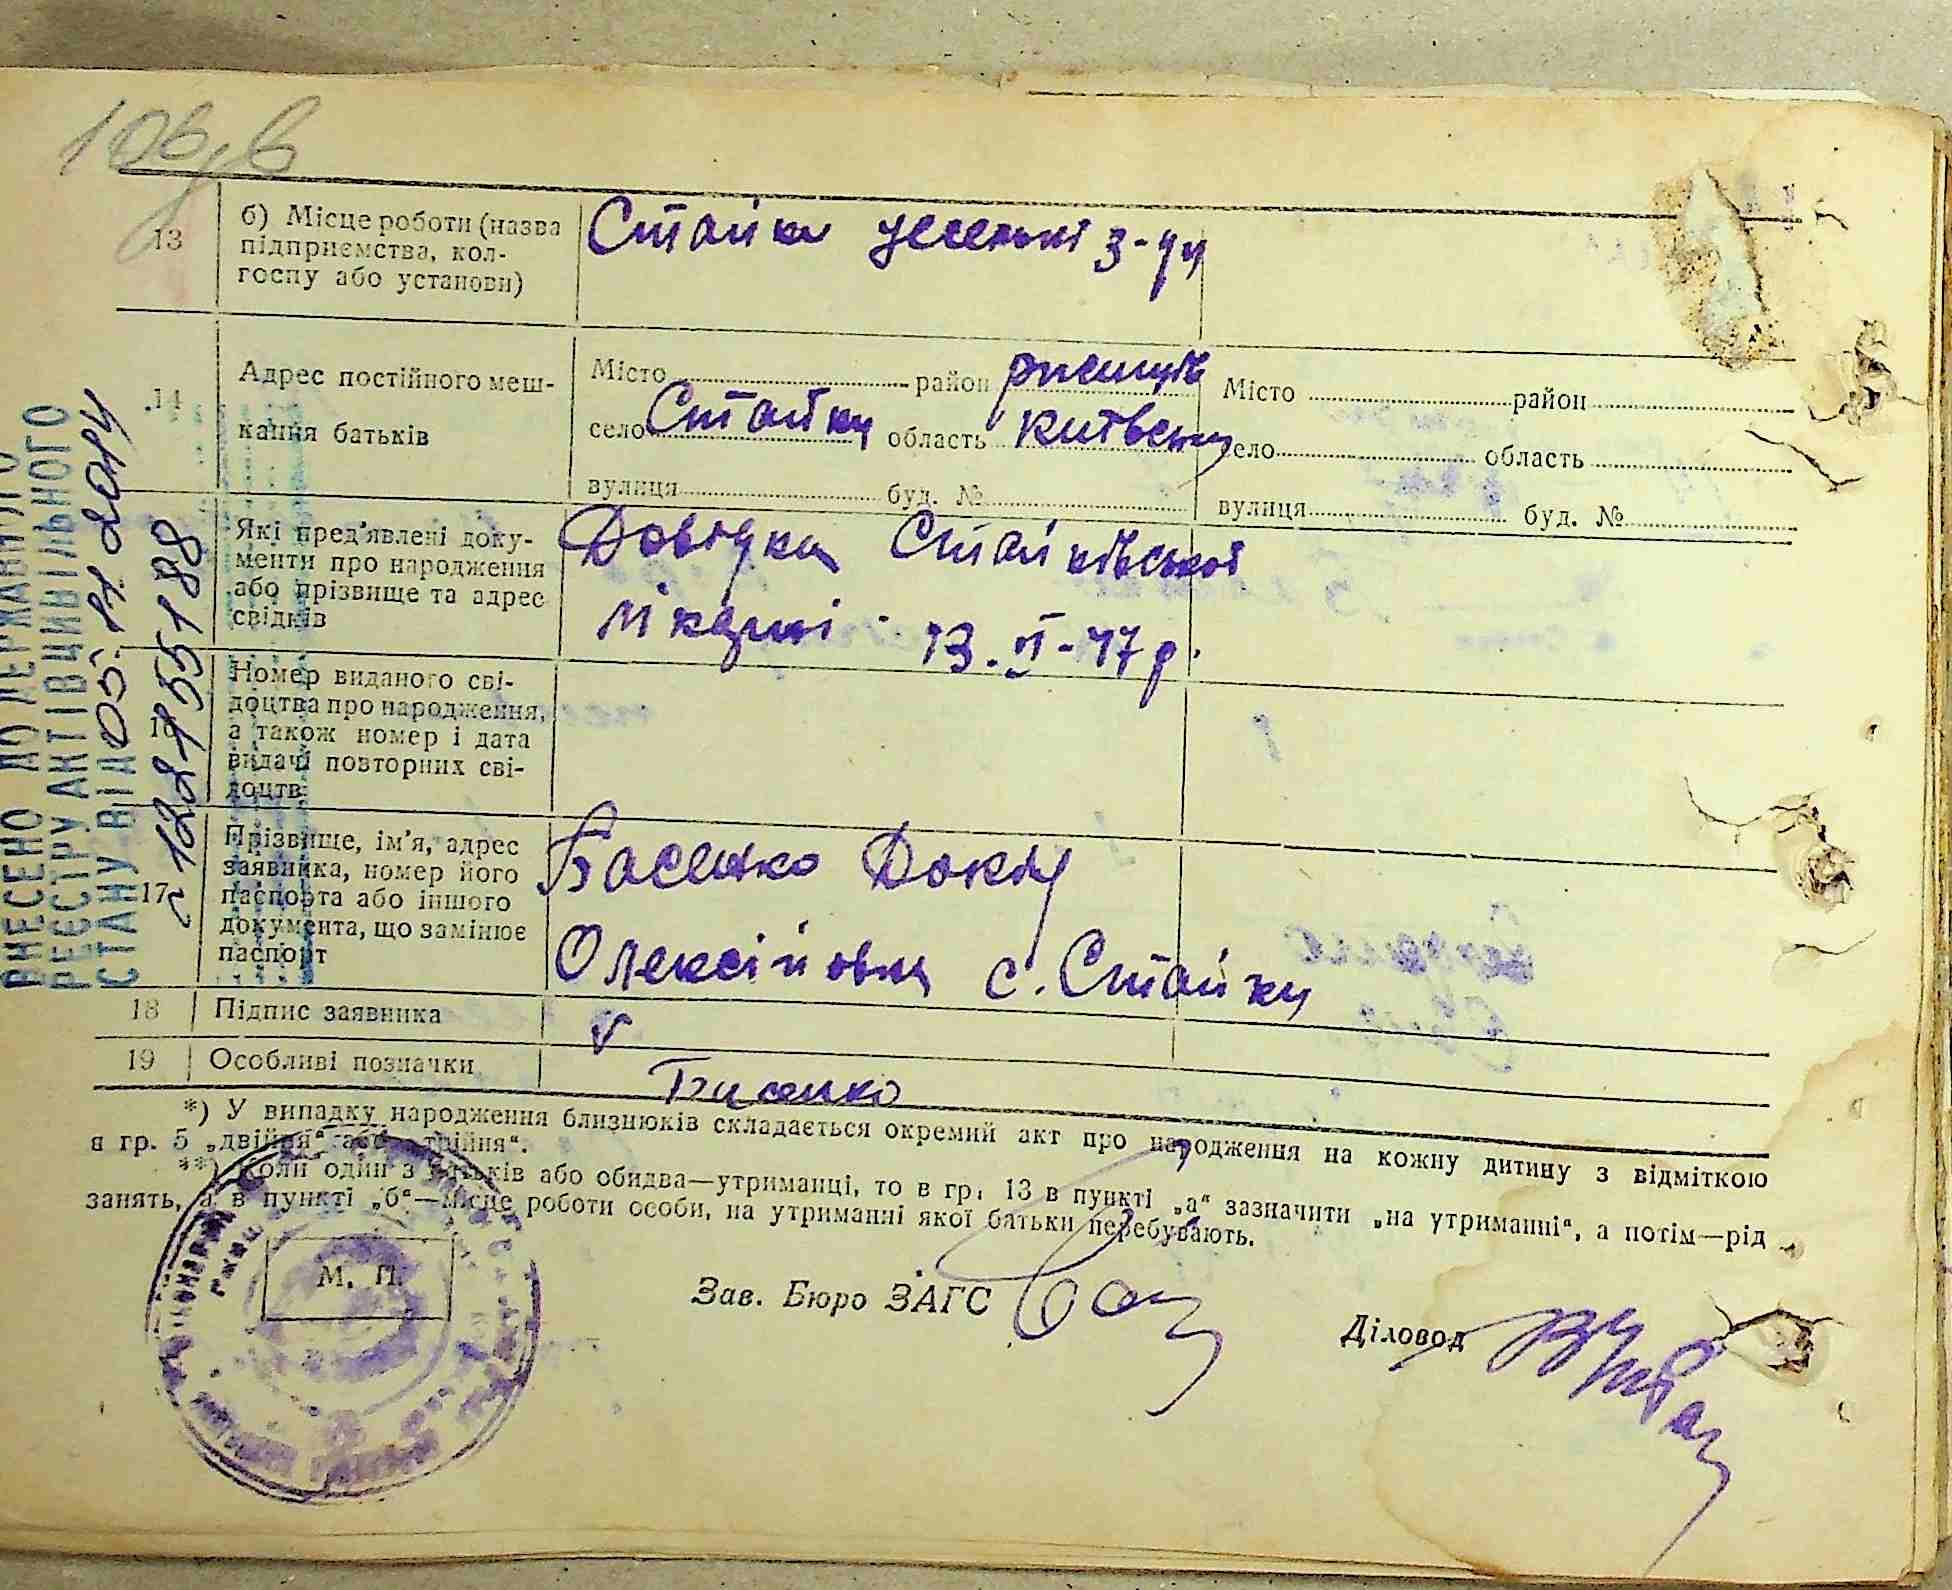 106 зв
13
б) Місце роботи (назва
підприємства, кол-
госпу або установи)
Стайки
14
Адрес постійного меш-
кання батьків
Місто район ржищів
село Стайки область Київськ
вулиця буд. №
Місто район
село область
вулиця буд. №
Які пред'явлені доку-
менти про народження
або прізвище та адрес
свідків
Довідка Стайківської
лікарні 13. II-47 р.
16
Номер виданого сві-
доцтва про народження,
а також номер і дата
видачі повторних сві-
доцтв
17
Прізвище, ім'я, адрес
заявника, номер його
паспорта або іншого
документа, що замінює
паспорт
Басенко Докія
Олексіївна с. Стайки
18
Підпис заявника
v
19
Особливі позначки
Басенко
*) У випадку народження близнюків складається окремий акт про народження на кожну дитину з відміткою
в гр. 5 „двійня“ або „трійня“.
**) Коли один з батьків або обидва—утриманці, то в гр. 13 в пункті „а“ зазначити „на утриманні“, а потім—рід
занять, а в пункті „б“—місце роботи особи, на утриманні якої батьки перебувають.
М. П.
Зав. Бюро ЗАГС
Діловод
ВНЕСЕНО ДО ДЕРЖАВНОГО
РЕЄСТРУ АКТІВ ЦИВІЛЬНОГО
СТАНУ ВІД 05.11.2014